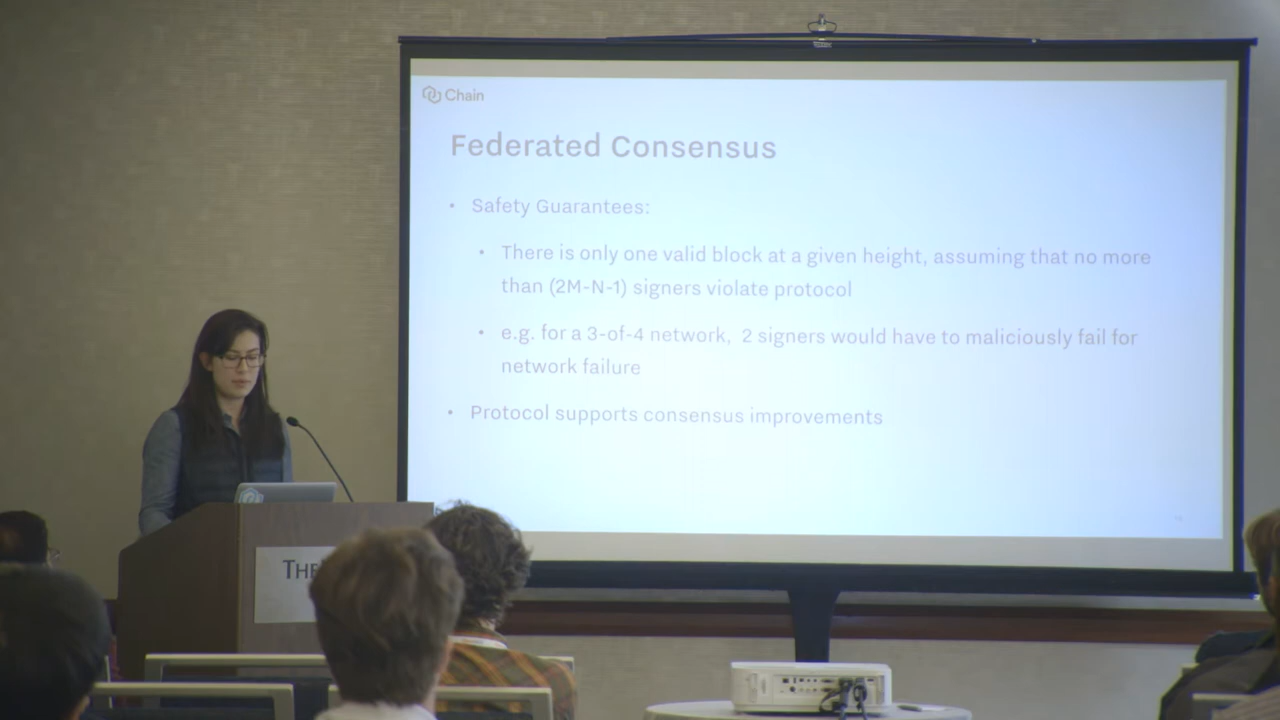 Chain
Federated Consensus
• Safety Guarantees:
• There is only one valid block at a given height, assuming that no more
than (2M-N-1) signers violate protocol
• e.g. for a 3-of-4 network, 2 signers would have to maliciously fail for
network failure
• Protocol supports consensus improvements
THE